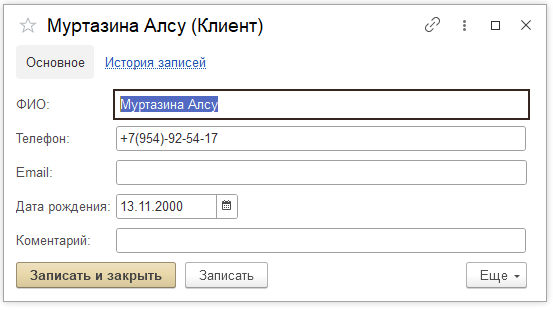 Муртазина Алсу (Клиент)
Основное История записей
ФИО: Муртазина Алсу
Телефон: +7(954)-92-54-17
Email:
Дата рождения: 13.11.2000
Коментарий:
Записать и закрыть Записать Еще